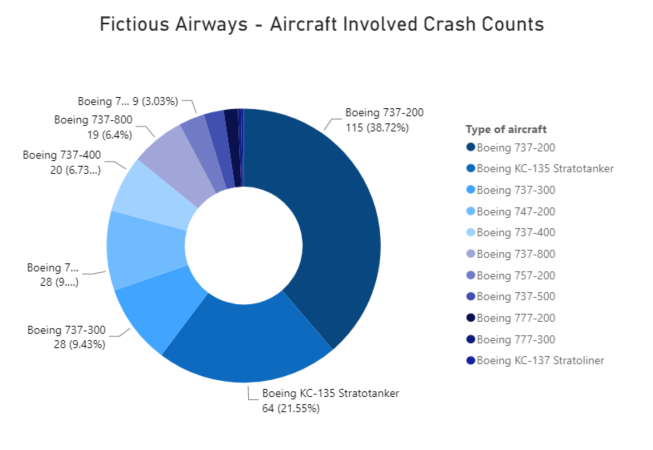 Fictious Airways - Aircraft Involved Crash Counts
Boeing 7... 9 (3.03%)
Boeing 737-800
19 (6.4%)
Boeing 737-400
20 (6.73...)
Boeing 7...
28 (9....)
Boeing 737-300
28 (9.43%)
Boeing 737-200
115 (38.72%)
Boeing KC-135 Stratotanker
64 (21.55%)
Type of aircraft
Boeing 737-200
Boeing KC-135 Stratotanker
Boeing 737-300
Boeing 747-200
Boeing 737-400
Boeing 737-800
Boeing 757-200
Boeing 737-500
Boeing 777-200
Boeing 777-300
Boeing KC-137 Stratoliner